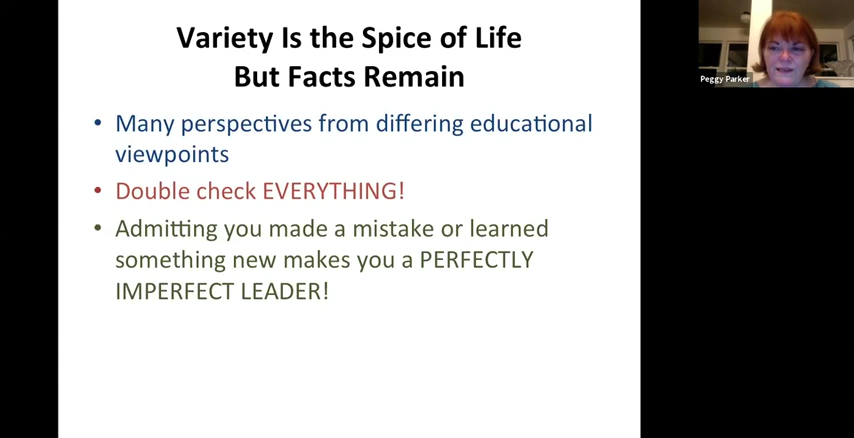 Variety Is the Spice of Life
But Facts Remain
• Many perspectives from differing educational
viewpoints
• Double check EVERYTHING!
• Admitting you made a mistake or learned
something new makes you a PERFECTLY
IMPERFECT LEADER!
Peggy Parker